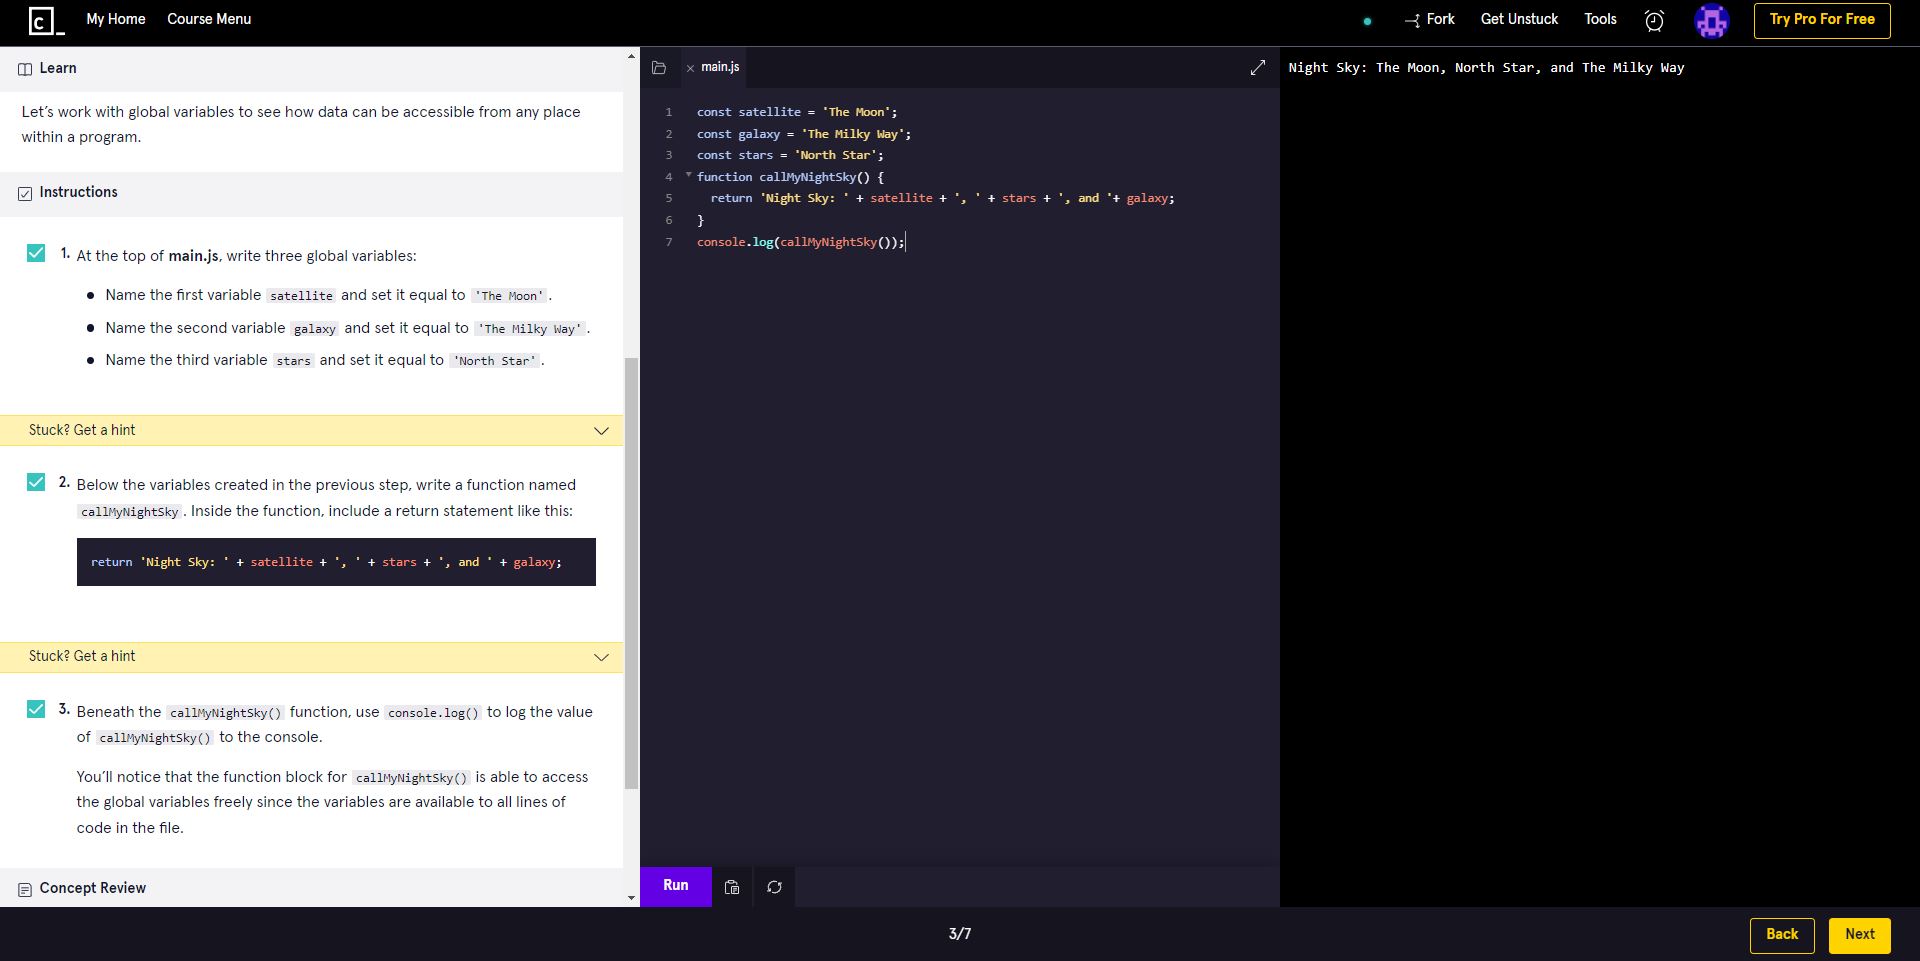 My Home
Course Menu
Fork
Get Unstuck
Tools
Try Pro For Free
Learn
Let’s work with global variables to see how data can be accessible from any place
within a program.
Instructions
1. At the top of main.js, write three global variables:
Name the first variable satellite and set it equal to 'The Moon'.
Name the second variable galaxy and set it equal to 'The Milky Way'.
Name the third variable stars and set it equal to 'North Star'.
Stuck? Get a hint
2. Below the variables created in the previous step, write a function named
callMyNightSky. Inside the function, include a return statement like this:
return 'Night Sky: ' + satellite + ', ' + stars + ', and ' + galaxy;
Stuck? Get a hint
3. Beneath the callMyNightSky() function, use console.log() to log the value
of callMyNightSky() to the console.
You’ll notice that the function block for callMyNightSky() is able to access
the global variables freely since the variables are available to all lines of
code in the file.
Concept Review
main.js
1 const satellite = 'The Moon';
2 const galaxy = 'The Milky Way';
3 const stars = 'North Star';
4 function callMyNightSky() {
5 return 'Night Sky: ' + satellite + ', ' + stars + ', and '+ galaxy;
6 }
7 console.log(callMyNightSky());
Run
Night Sky: The Moon, North Star, and The Milky Way
3/7
Back
Next